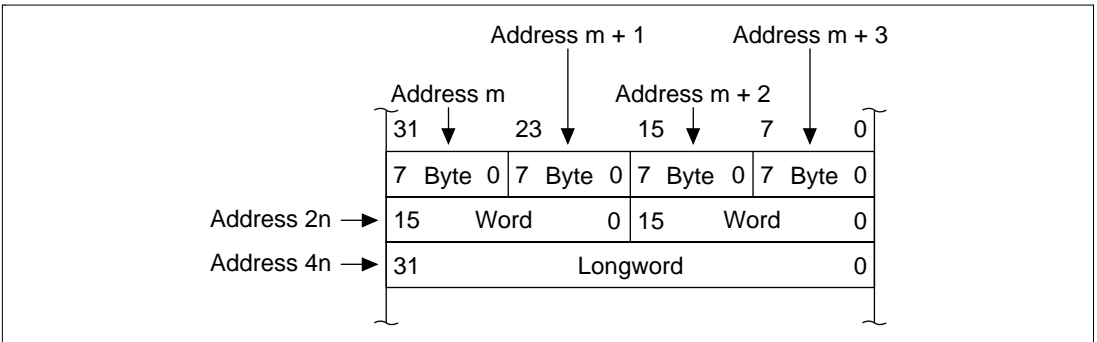 Address m + 1 Address m + 3
Address m Address m + 2
31 23 15 7 0
7 Byte 0 7 Byte 0 7 Byte 0 7 Byte 0
Address 2n 15 Word 0 15 Word 0
Address 4n 31 Longword 0